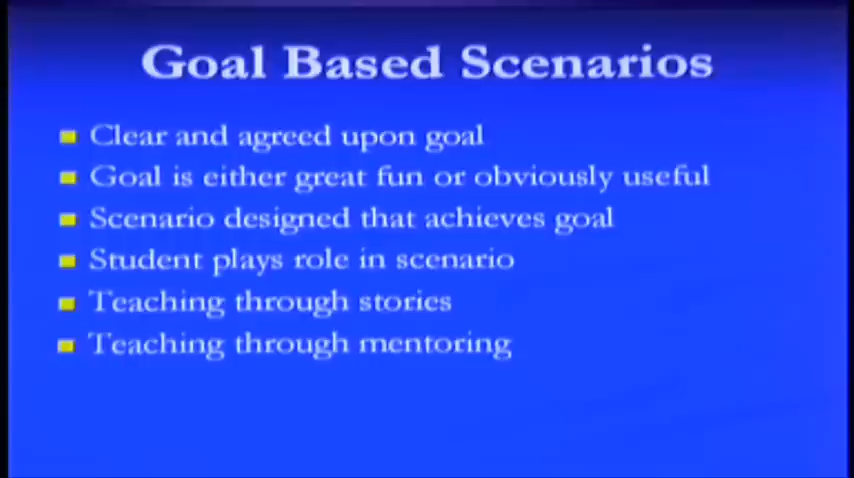 Goal Based Scenarios
Clear and agreed upon goal
Goal is either great fun or obviously useful
Scenario designed that achieves goal
Student plays role in scenario
Teaching through stories
Teaching through mentoring